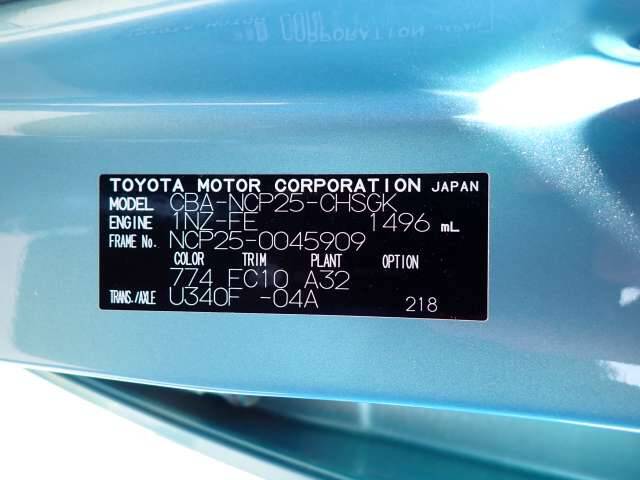 TOYOTA MOTOR CORPORATION JAPAN
MODEL CBA-NCP25-CHSGK
ENGINE 1NZ-FE 1496 mL
FRAME No. NCP25-0045909
COLOR TRIM PLANT OPTION
774 FC10 A32
TRANS./AXLE U340F -04A 218